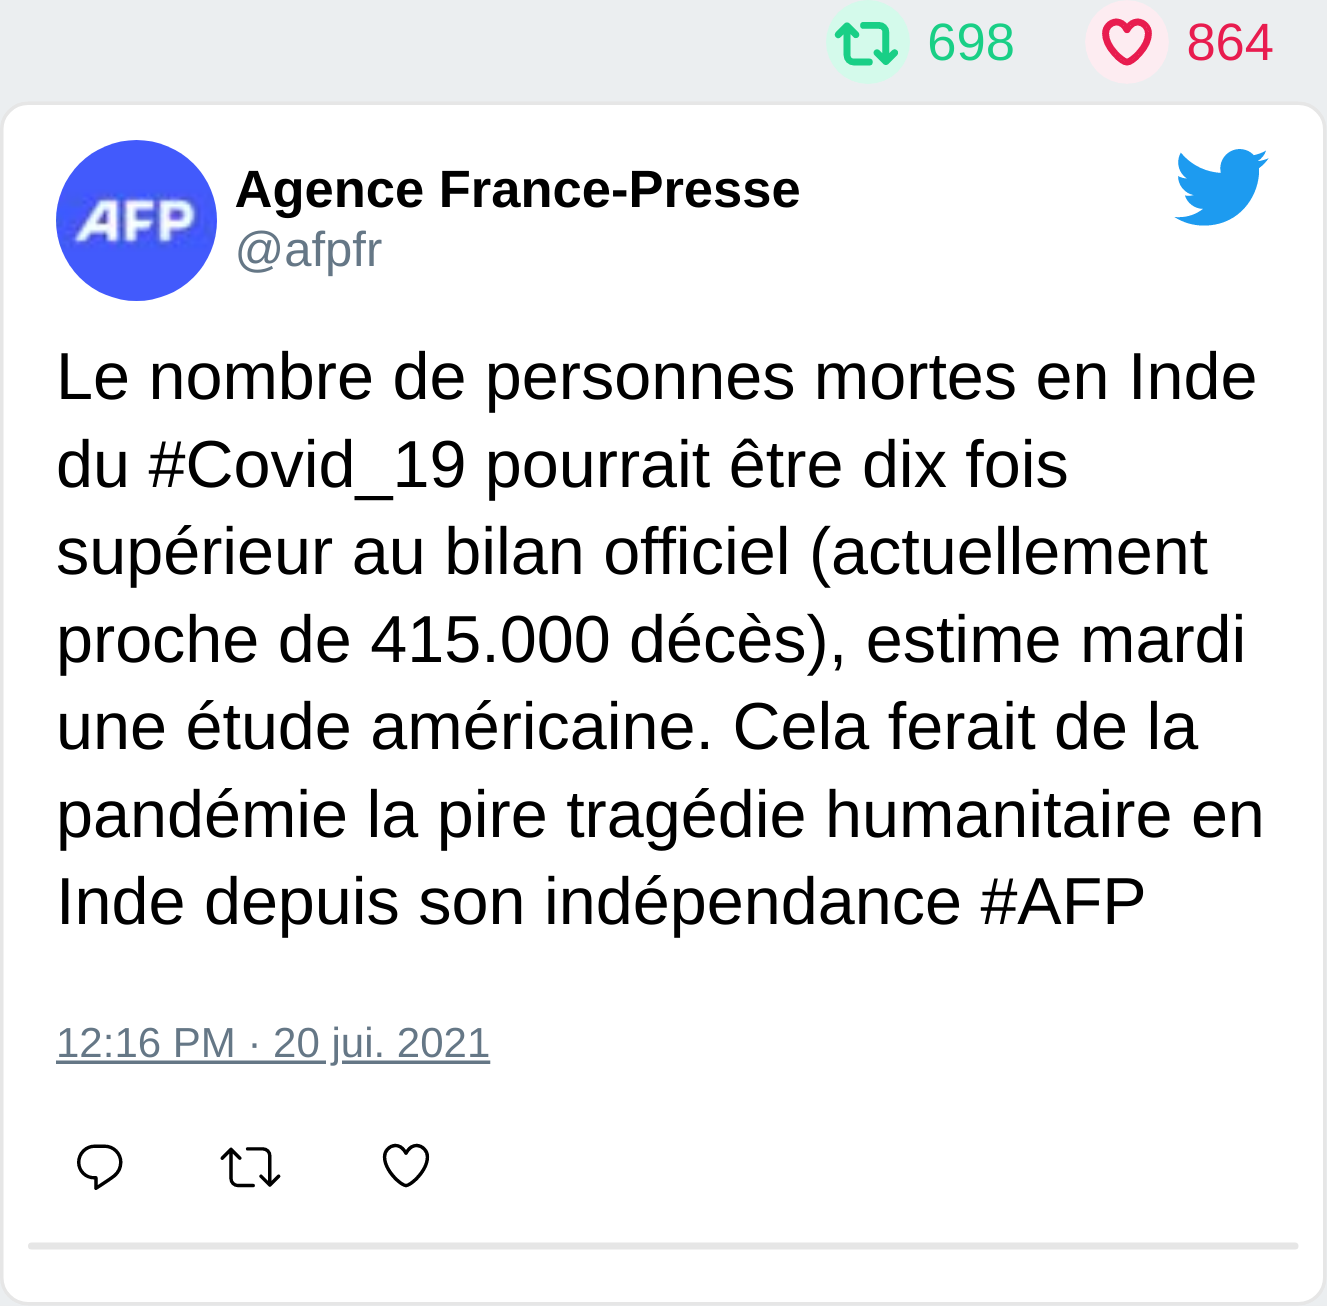 698 864
AFP
Agence France-Presse
@afpfr
Le nombre de personnes mortes en Inde
du #Covid_19 pourrait être dix fois
supérieur au bilan officiel (actuellement
proche de 415.000 décès), estime mardi
une étude américaine. Cela ferait de la
pandémie la pire tragédie humanitaire en
Inde depuis son indépendance #AFP
12:16 PM · 20 jui. 2021